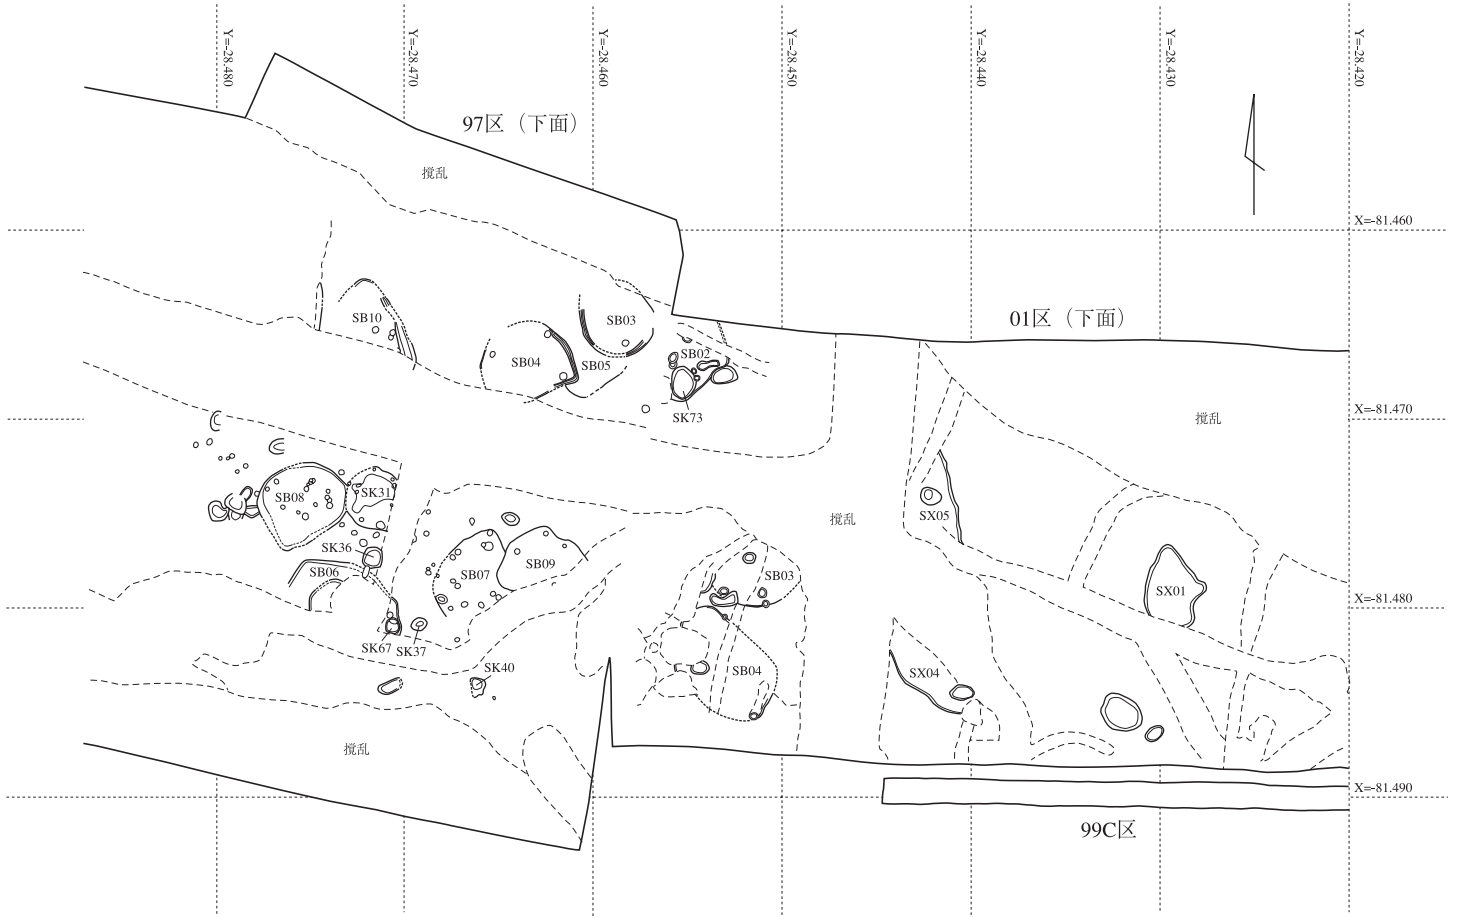 Y=-28.480
Y=-28.470
Y=-28.460
Y=-28.450
Y=-28.440
Y=-28.430
Y=-28.420
97区（下面）
撹乱
X=-81.460
01区（下面）
SB10
SB03
SB04
SB05
SB02
SK73
X=-81.470
撹乱
SB08
SK31
SX05
撹乱
SK36
SB06
SB07
SB09
SB03
SX01
X=-81.480
SK67
SK37
SK40
SB04
SX04
撹乱
X=-81.490
99C区